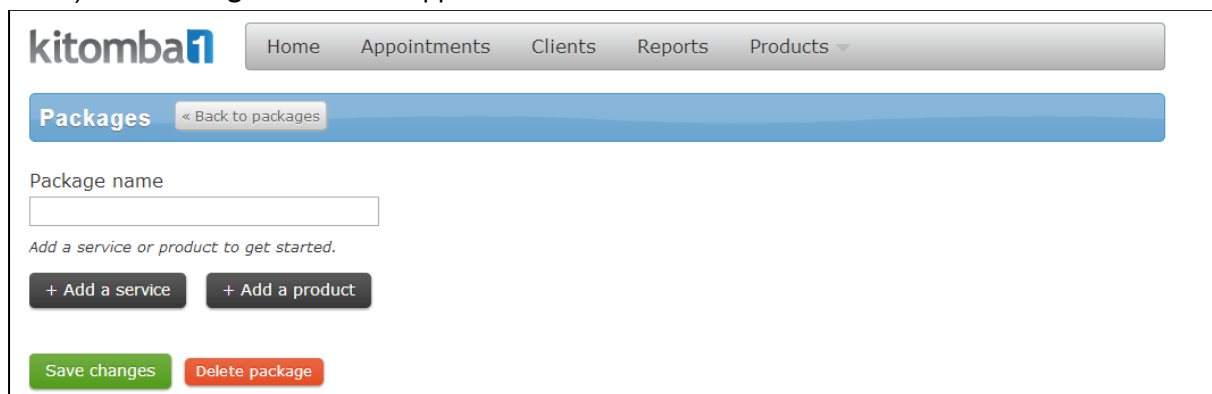 kitomba1 Home Appointments Clients Reports Products
Packages « Back to packages
Package name
Add a service or product to get started.
+ Add a service + Add a product
Save changes Delete package